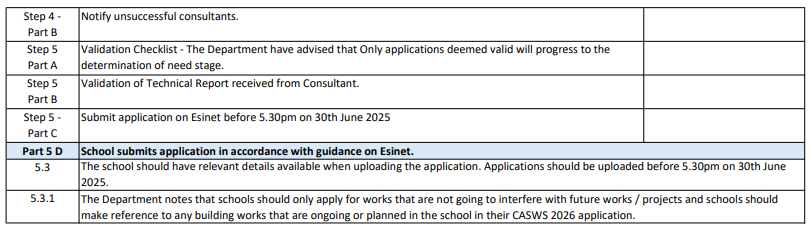 Step 4 - Notify unsuccessful consultants.
Part B
Step 5 Validation Checklist - The Department have advised that Only applications deemed valid will progress to the
Part A determination of need stage.
Step 5 Validation of Technical Report received from Consultant.
Part B
Step 5 - Submit application on Esinet before 5.30pm on 30th June 2025
Part C
Part 5 D School submits application in accordance with guidance on Esinet.
5.3 The school should have relevant details available when uploading the application. Applications should be uploaded before 5.30pm on 30th June
2025.
5.3.1 The Department notes that schools should only apply for works that are not going to interfere with future works / projects and schools should
make reference to any building works that are ongoing or planned in the school in their CASWS 2026 application.